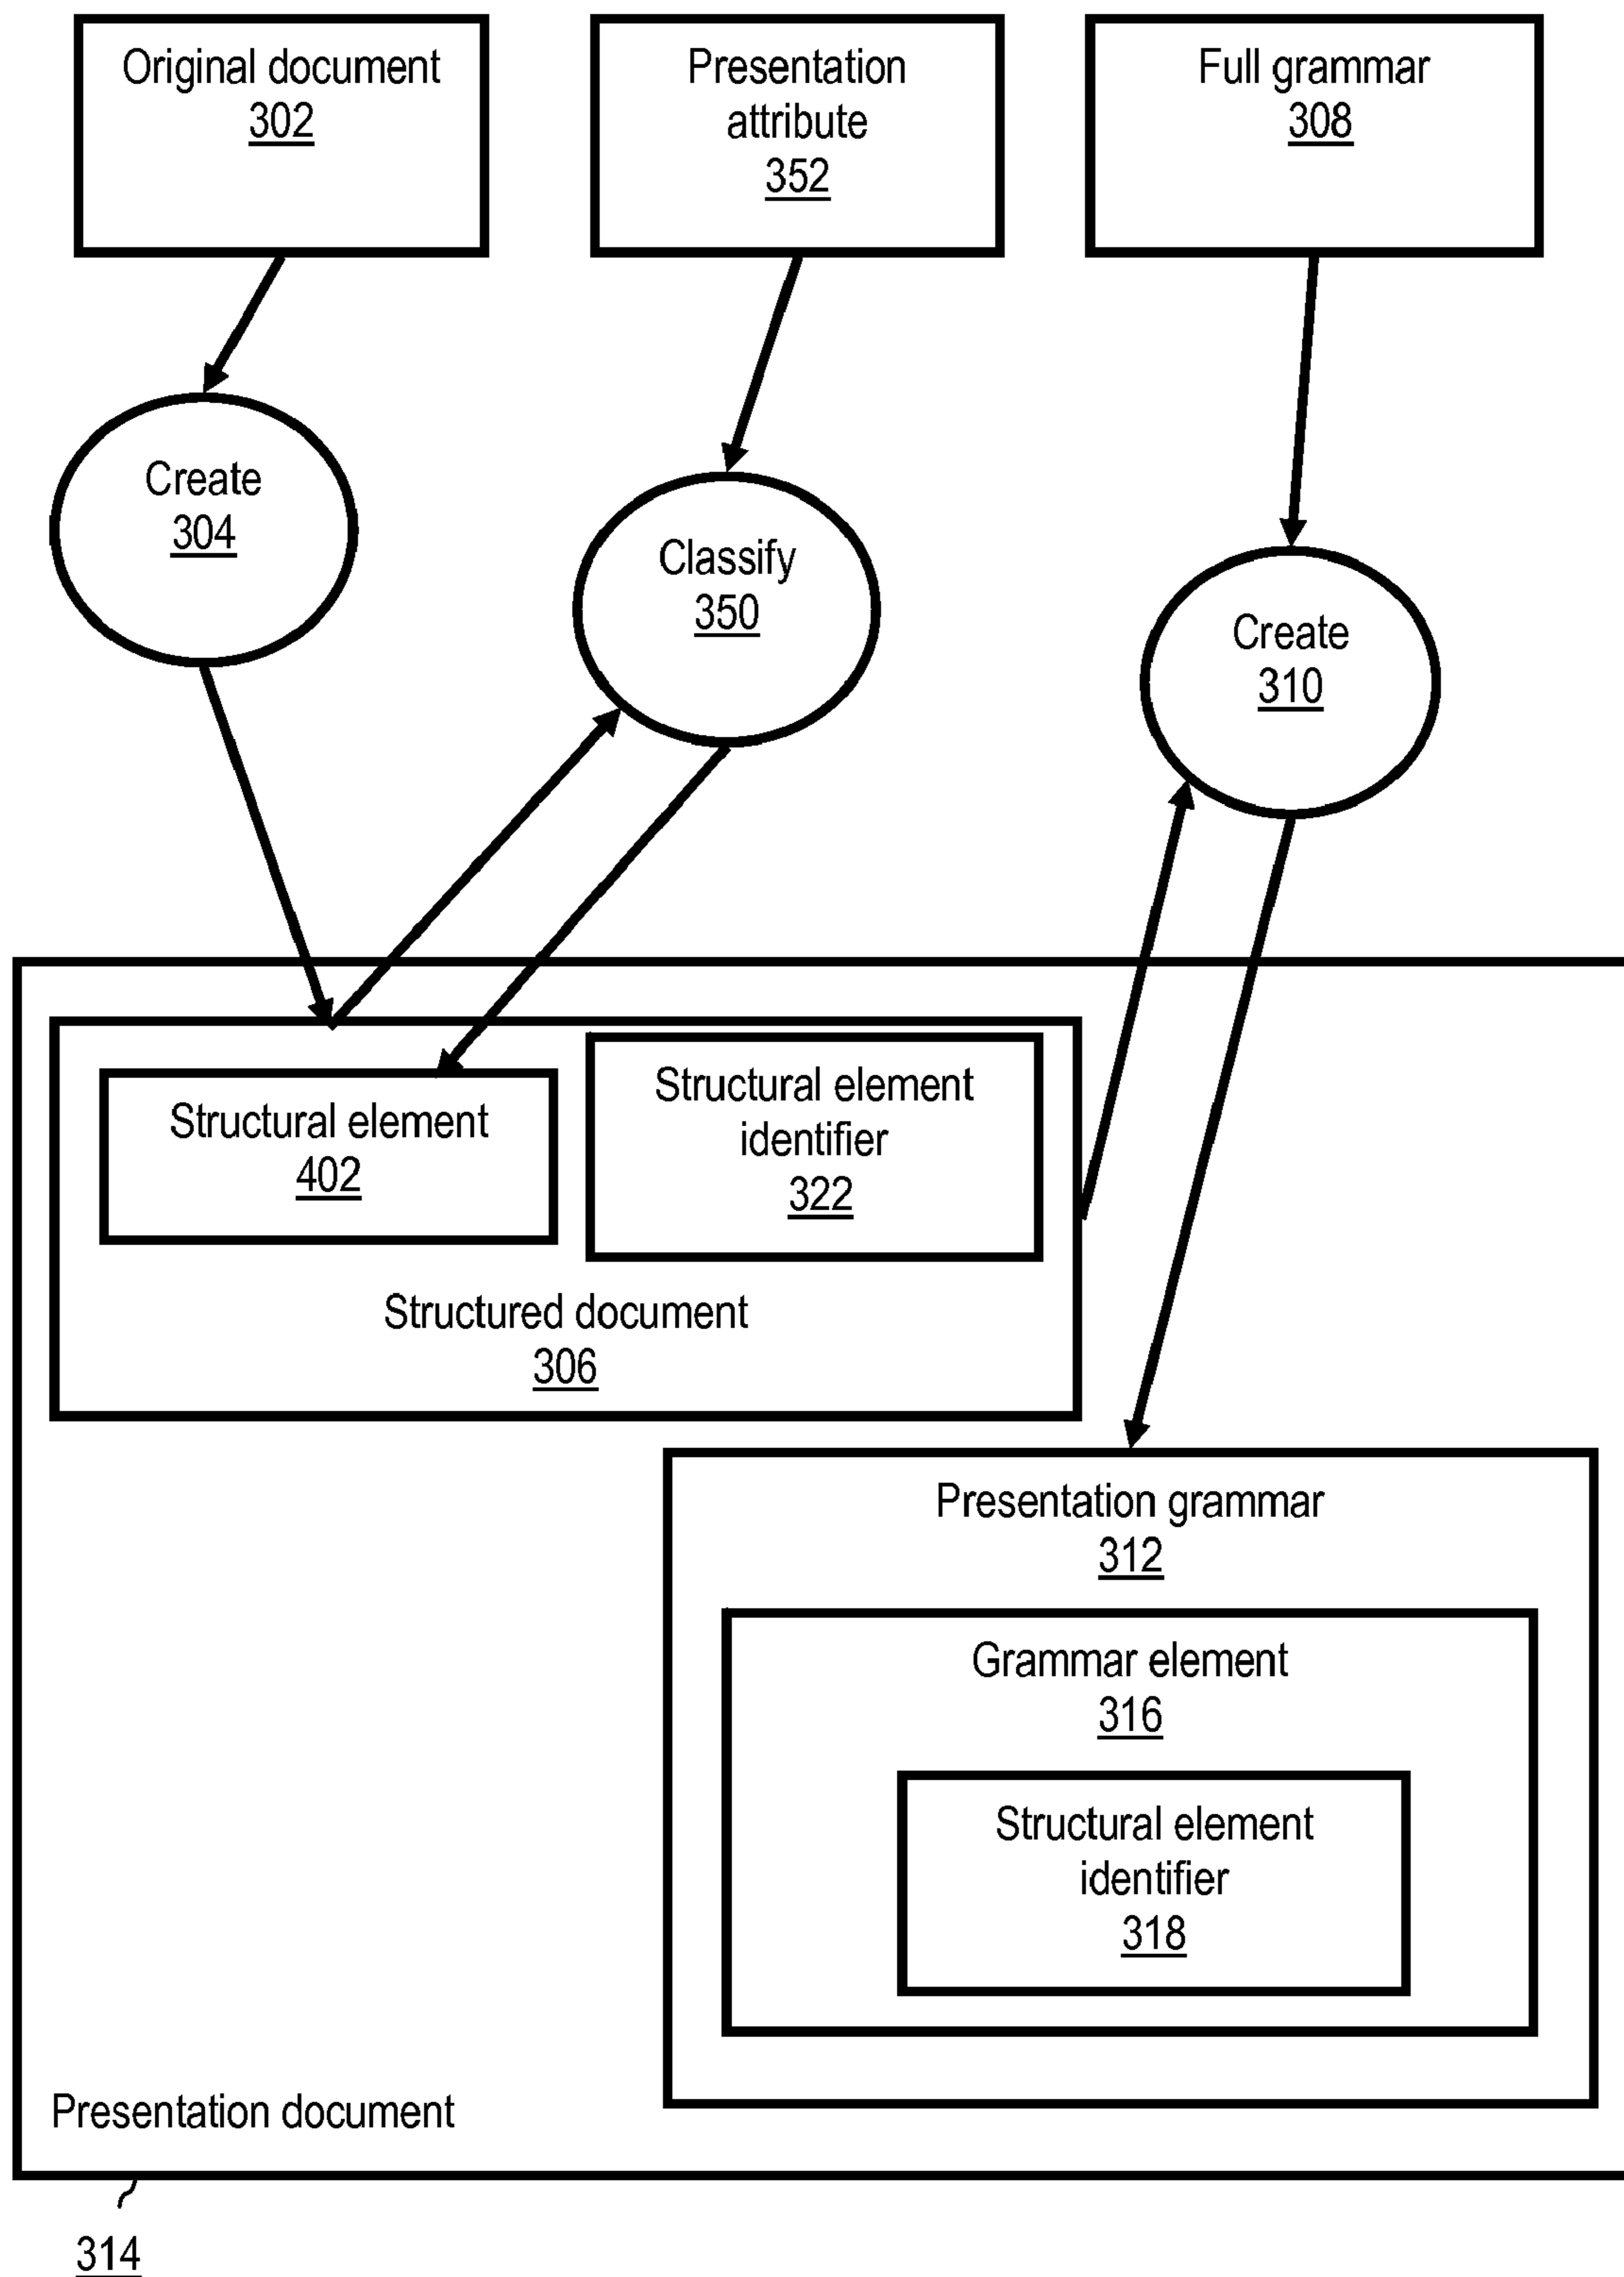 Original document
302
Presentation
attribute
352
Full grammar
308
Create
304
Classify
350
Create
310
Structural element
402
Structural element
identifier
322
Structured document
306
Presentation grammar
312
Grammar element
316
Structural element
identifier
318
Presentation document
314